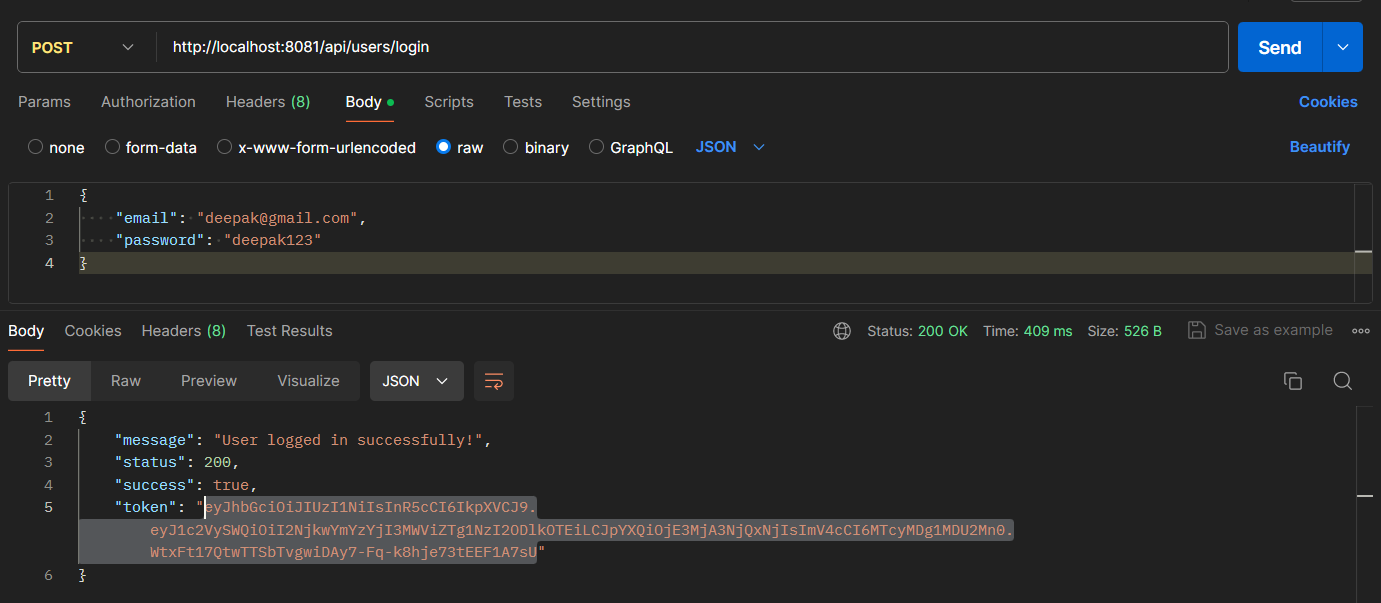 POST http://localhost:8081/api/users/login Send
Params Authorization Headers (8) Body Scripts Tests Settings Cookies
none form-data x-www-form-urlencoded raw binary GraphQL JSON Beautify
1 {
2 "email": "deepak@gmail.com",
3 "password": "deepak123"
4 }
Body Cookies Headers (8) Test Results Status: 200 OK Time: 409 ms Size: 526 B Save as example
Pretty Raw Preview Visualize JSON
1 {
2 "message": "User logged in successfully!",
3 "status": 200,
4 "success": true,
5 "token": "eyJhbGciOiJIUzI1NiIsInR5cCI6IkpXVCJ9.
eyJ1c2VySWQiOiI2NjkwYmYzYjI3MWViZTg1NzI2ODlkOTEiLCJpYXQiOjE3MjA3NjQxNjIsImV4cCI6MTcyMDg1MDU2Mn0.
WtxFt17QtwTTSbTvgwiDAy7-Fq-k8hje73tEEF1A7sU"
6 }